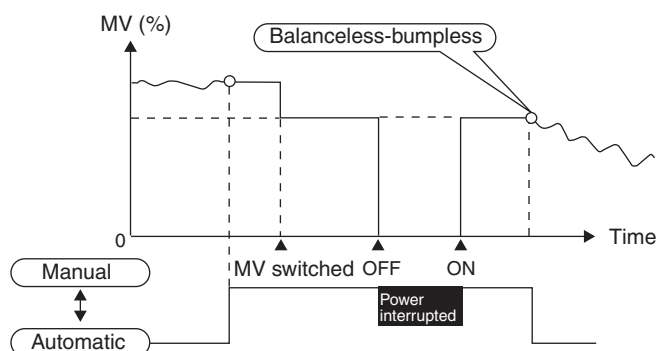 MV (%)
Balanceless-bumpless
0
Time
MV switched OFF ON
Manual
Power
interrupted
Automatic